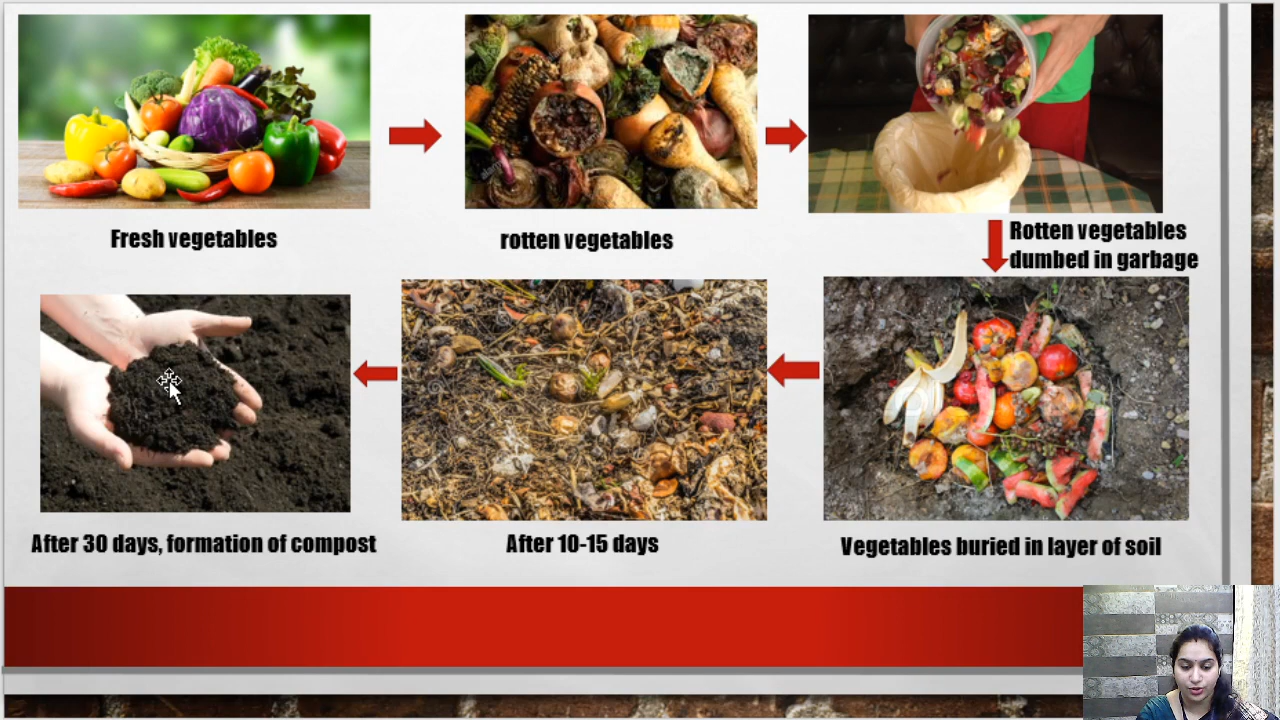 Fresh vegetables
rotten vegetables
Rotten vegetables
dumbed in garbage
After 30 days, formation of compost
After 10-15 days
Vegetables buried in layer of soil